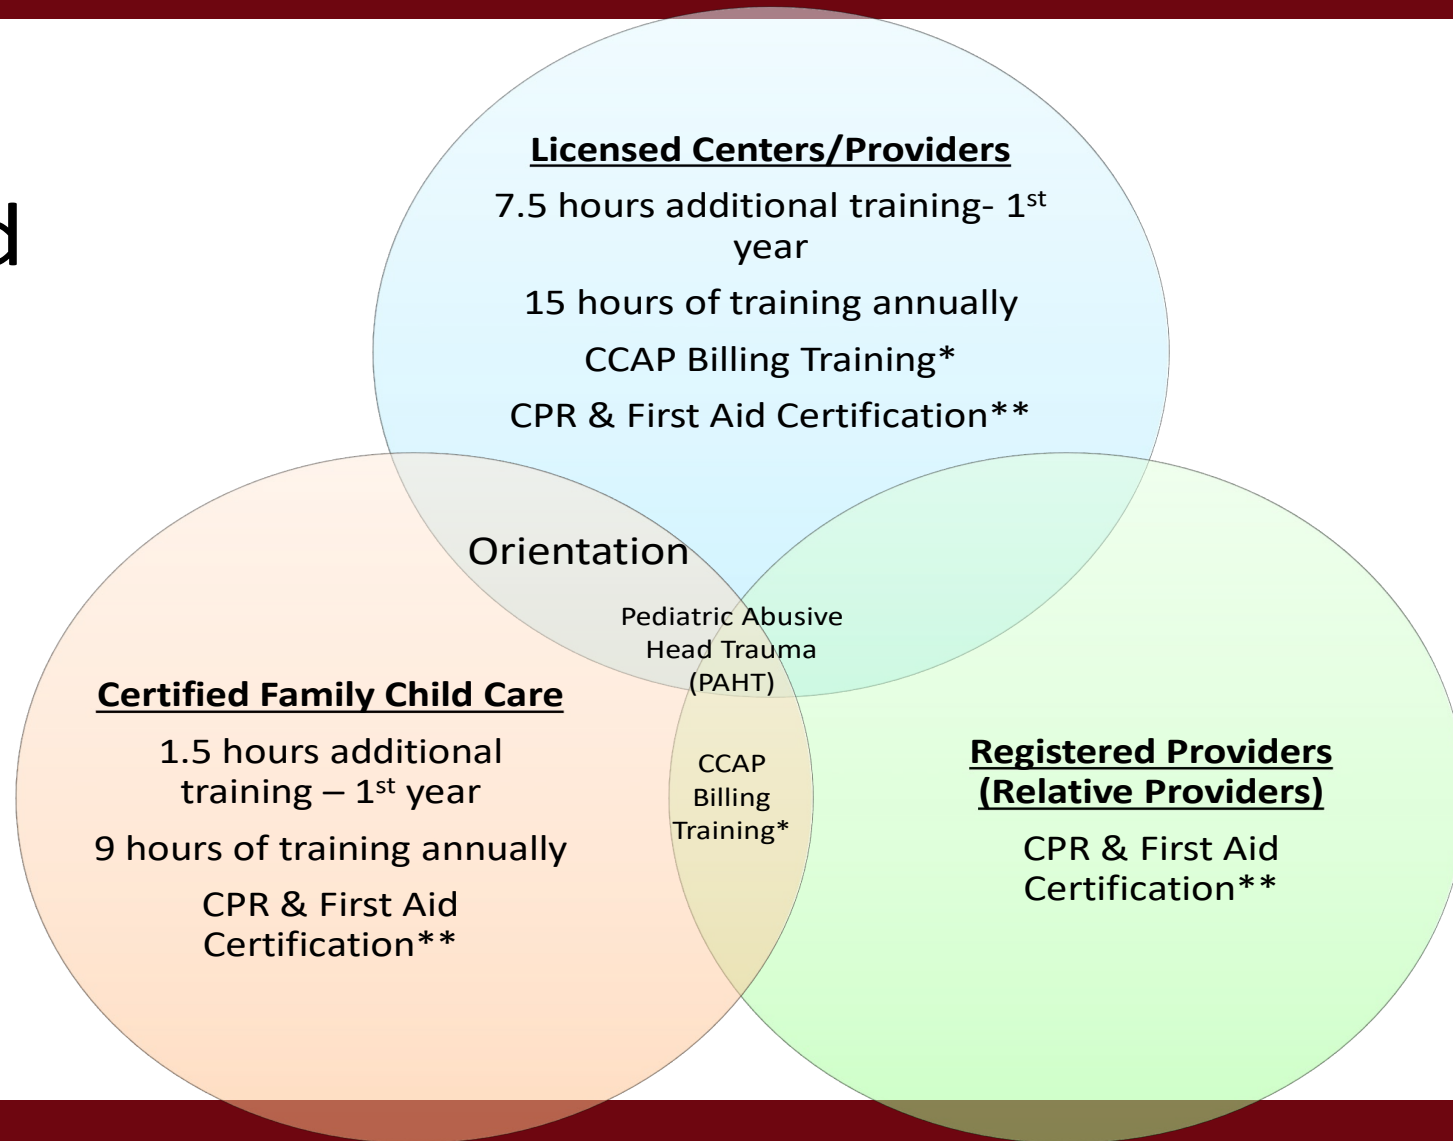 Licensed Centers/Providers
7.5 hours additional training- 1st
year
15 hours of training annually
CCAP Billing Training*
CPR & First Aid Certification**
Orientation
Pediatric Abusive
Head Trauma
(PAHT)
Certified Family Child Care
1.5 hours additional
training – 1st year
9 hours of training annually
CPR & First Aid
Certification**
CCAP
Billing
Training*
Registered Providers
(Relative Providers)
CPR & First Aid
Certification**